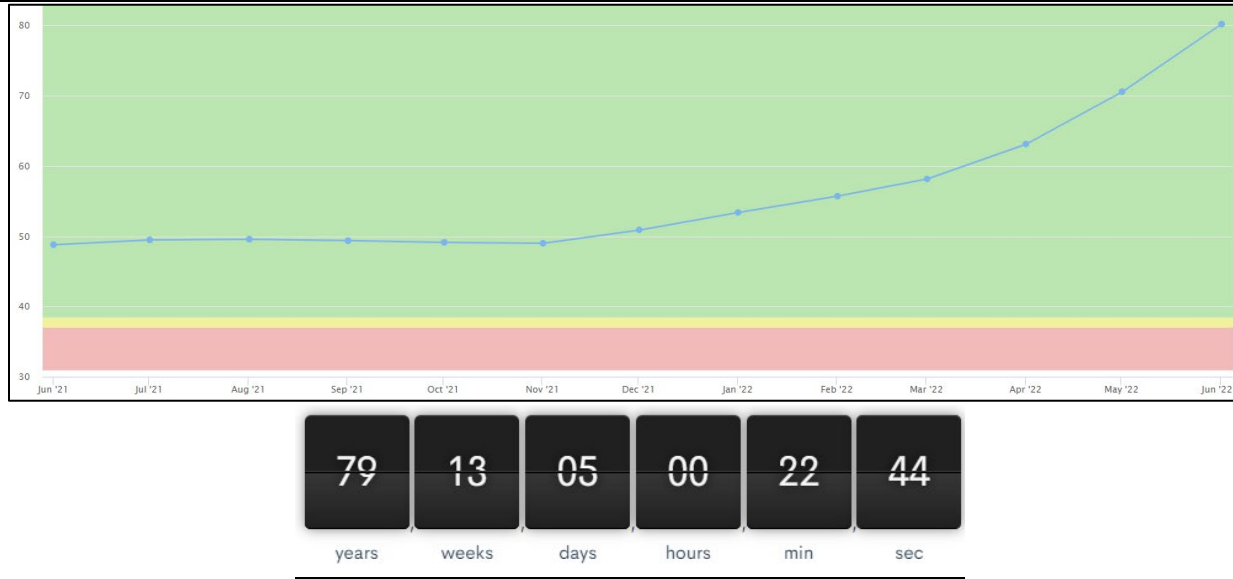 80
70
60
50
40
30
Jun '21 Jul '21 Aug '21 Sep '21 Oct '21 Nov '21 Dec '21 Jan '22 Feb '22 Mar '22 Apr '22 May '22 Jun '22
79 , 13 , 05 , 00 , 22 , 44
years weeks days hours min sec